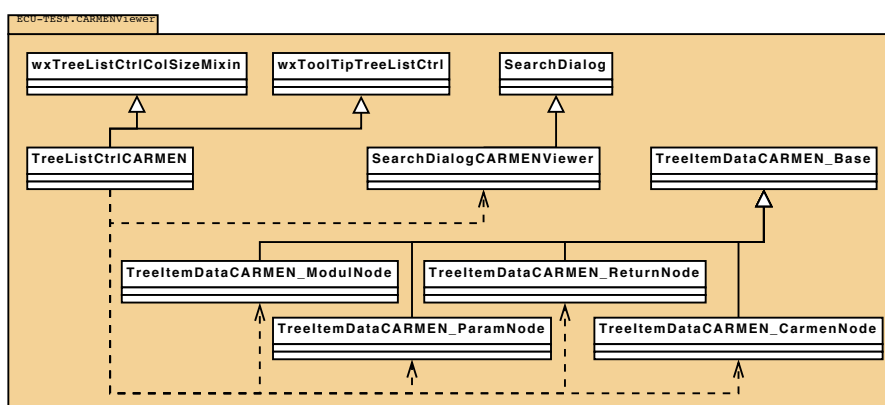 ECU-TEST.CARMENViewer
wxTreeListCtrlColSizeMixin
wxToolTipTreeListCtrl
SearchDialog
TreeListCtrlCARMEN
SearchDialogCARMENViewer
TreeItemDataCARMEN_Base
TreeItemDataCARMEN_ModulNode
TreeItemDataCARMEN_ReturnNode
TreeItemDataCARMEN_ParamNode
TreeItemDataCARMEN_CarmenNode